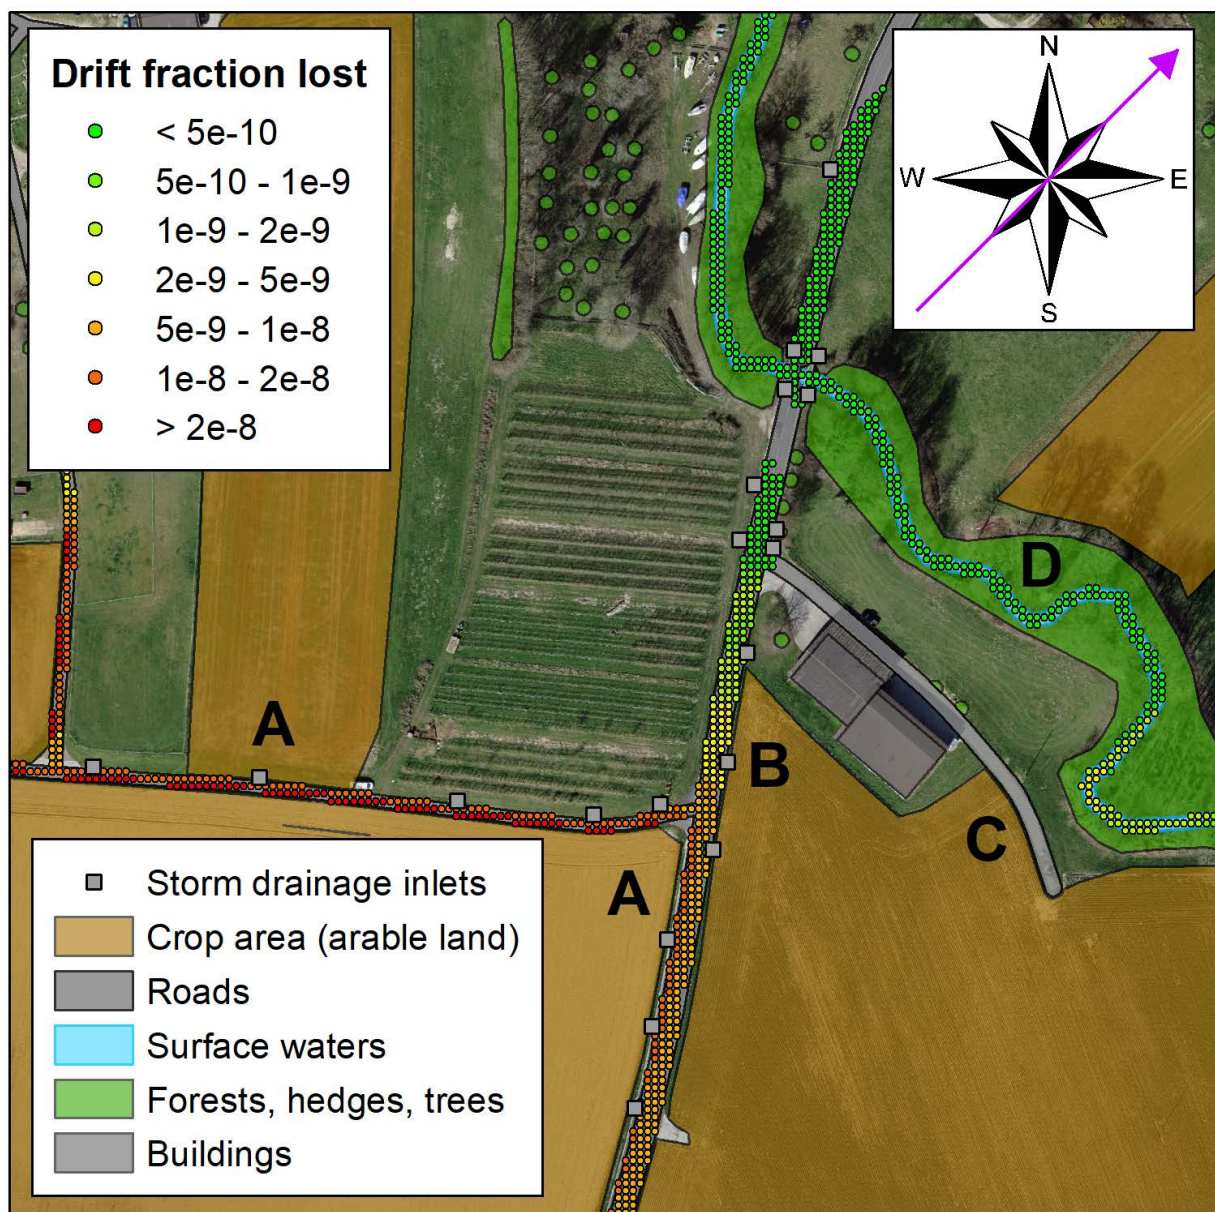 Drift fraction lost
< 5e-10
5e-10 - 1e-9
1e-9 - 2e-9
2e-9 - 5e-9
5e-9 - 1e-8
1e-8 - 2e-8
> 2e-8
N
W
E
S
D
A
B
C
A
Storm drainage inlets
Crop area (arable land)
Roads
Surface waters
Forests, hedges, trees
Buildings